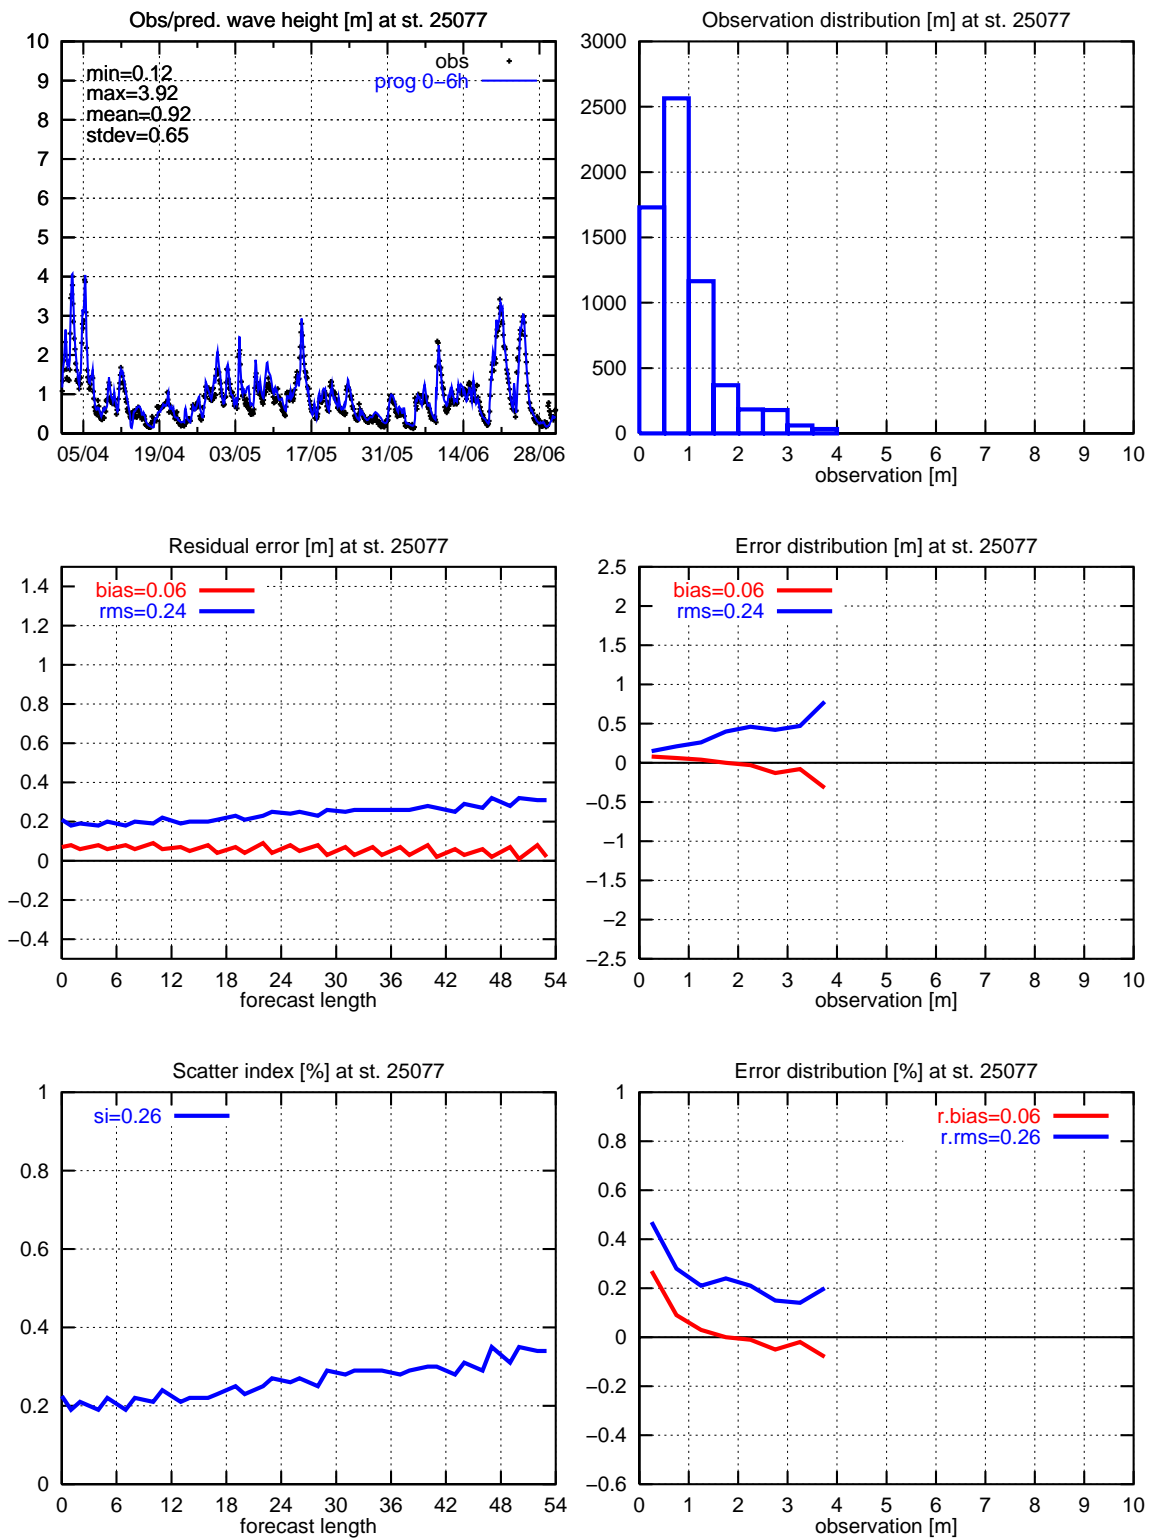 Obs/pred. wave height [m] at st. 25077
10
9
8
7
6
5
4
3
2
1
0
min=0.12
max=3.92
mean=0.92
stdev=0.65
obs
prog 0−6h
05/04 19/04 03/05 17/05 31/05 14/06 28/06
Observation distribution [m] at st. 25077
3000
2500
2000
1500
1000
500
0
0 1 2 3 4 5 6 7 8 9 10
observation [m]
Residual error [m] at st. 25077
bias=0.06
rms=0.24
1.4
1.2
1
0.8
0.6
0.4
0.2
0
−0.2
−0.4
0 6 12 18 24 30 36 42 48 54
forecast length
Error distribution [m] at st. 25077
bias=0.06
rms=0.24
2.5
2
1.5
1
0.5
0
−0.5
−1
−1.5
−2
−2.5
0 1 2 3 4 5 6 7 8 9 10
observation [m]
Scatter index [%] at st. 25077
si=0.26
1
0.8
0.6
0.4
0.2
0
0 6 12 18 24 30 36 42 48 54
forecast length
Error distribution [%] at st. 25077
r.bias=0.06
r.rms=0.26
1
0.8
0.6
0.4
0.2
0
−0.2
−0.4
−0.6
0 1 2 3 4 5 6 7 8 9 10
observation [m]